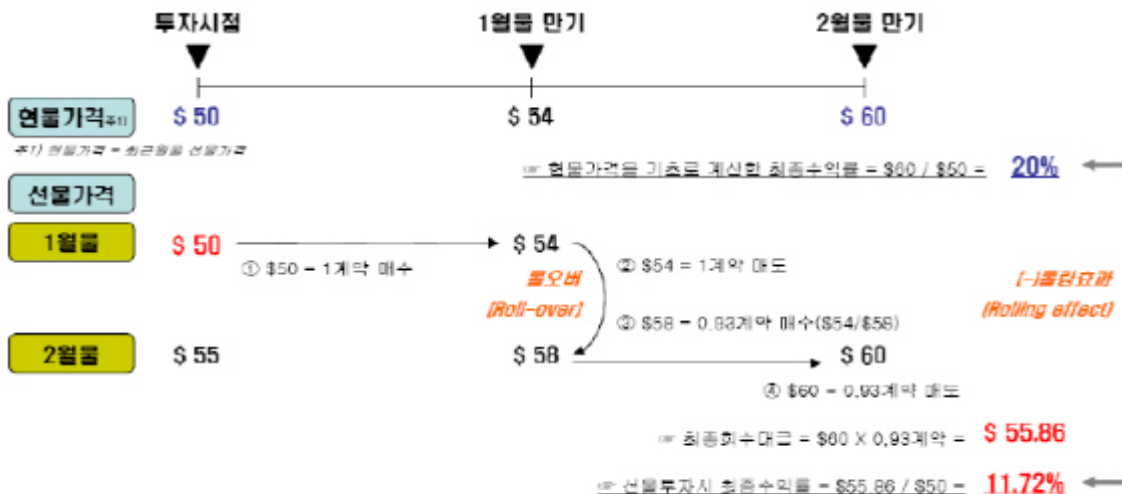 투자시점 1월물 만기 2월물 만기
현물가격주1) $ 50 $ 54 $ 60
주1) 현물가격 = 최근월물 선물가격
☞ 현물가격을 기초로 계산한 최종수익률 = $60 / $50 = 20%
선물가격
1월물 $ 50 $ 54
① $50 = 1계약 매수
② $54 = 1계약 매도
롤오버
(Roll-over)
(-)롤링효과
(Rolling effect)
③ $58 = 0.93계약 매수($54/$58)
2월물 $ 55 $ 58 $ 60
④ $60 = 0.93계약 매도
☞ 최종회수대금 = $60 X 0.93계약 = $ 55.86
☞ 선물투자시 최종수익률 = $55.86 / $50 = 11.72%